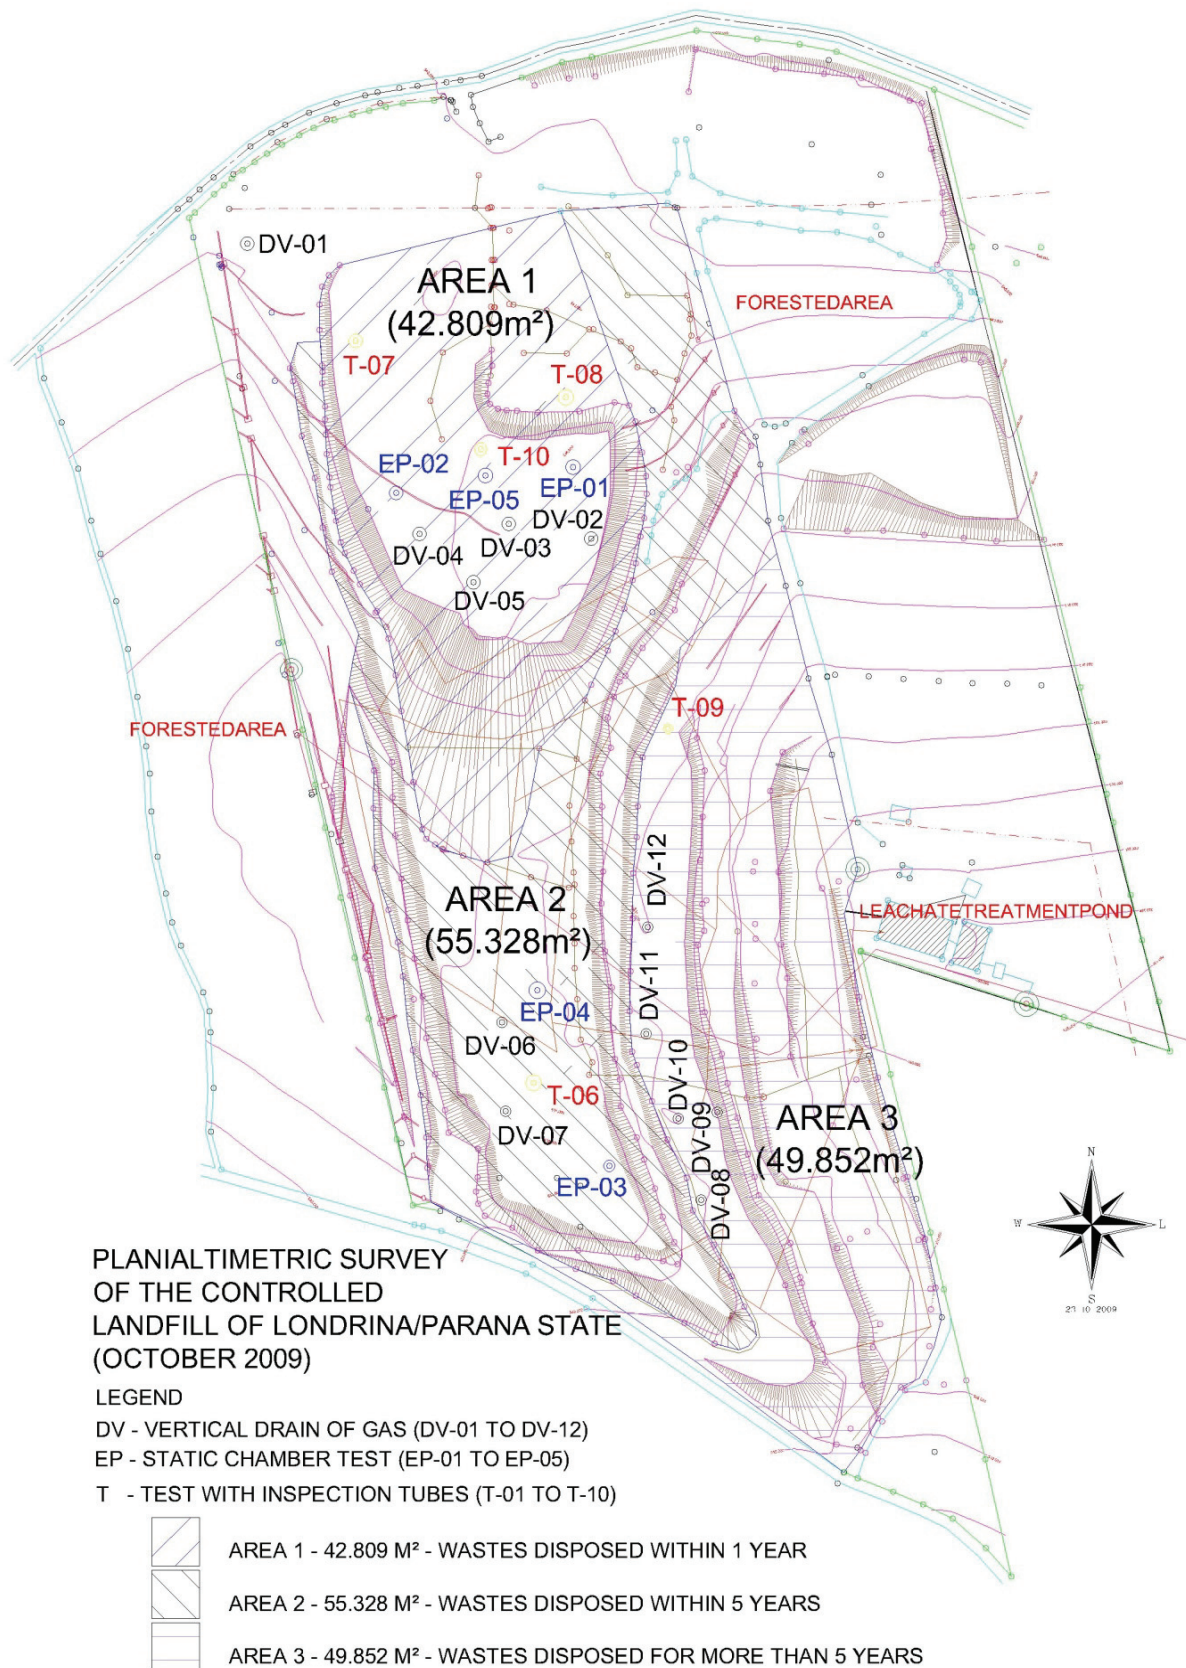 DV-01
AREA 1
(42.809m²)
FORESTEDAREA
T-07
T-08
T-10
EP-02
EP-05
EP-01
DV-02
DV-03
DV-04
DV-05
T-09
FORESTEDAREA
DV-12
AREA 2
(55.328m²)
LEACHATETREATMENTPOND
DV-11
EP-04
DV-06
DV-10
T-06
DV-09
AREA 3
(49.852m²)
DV-07
EP-03
DV-08
N
W
L
S
23 10 2009
PLANIALTIMETRIC SURVEY
OF THE CONTROLLED
LANDFILL OF LONDRINA/PARANA STATE
(OCTOBER 2009)
LEGEND
DV - VERTICAL DRAIN OF GAS (DV-01 TO DV-12)
EP - STATIC CHAMBER TEST (EP-01 TO EP-05)
T - TEST WITH INSPECTION TUBES (T-01 TO T-10)
AREA 1 - 42.809 M² - WASTES DISPOSED WITHIN 1 YEAR
AREA 2 - 55.328 M² - WASTES DISPOSED WITHIN 5 YEARS
AREA 3 - 49.852 M² - WASTES DISPOSED FOR MORE THAN 5 YEARS